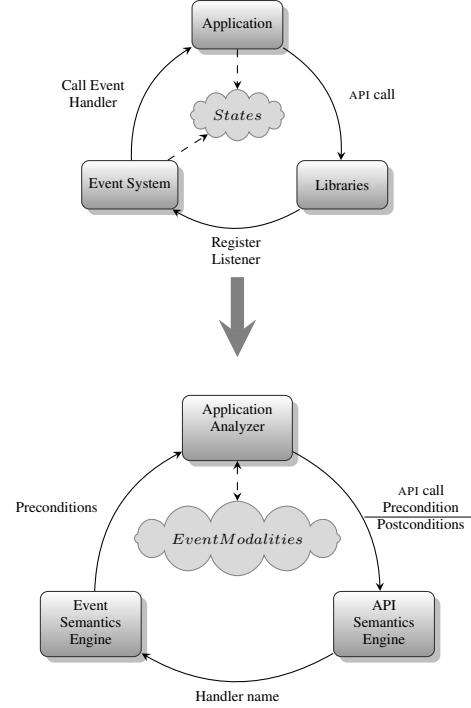 Application
Call Event
Handler
API call
States
Event System
Libraries
Register
Listener
Application
Analyzer
Preconditions
API call
Precondition
Postconditions
EventModalities
Event
Semantics
Engine
API
Semantics
Engine
Handler name